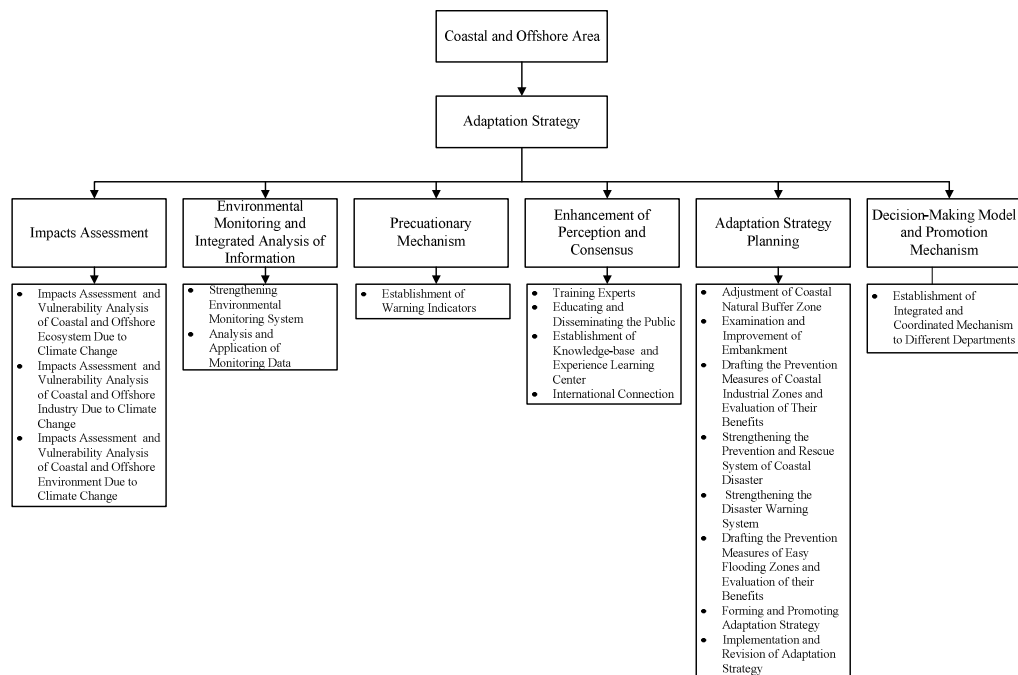 Coastal and Offshore Area
Adaptation Strategy
Impacts Assessment
Environmental
Monitoring and
Integrated Analysis of
Information
Precuationary
Mechanism
Enhancement of
Perception and
Consensus
Adaptation Strategy
Planning
Decision-Making Model
and Promotion
Mechanism
● Impacts Assessment and
Vulnerability Analysis
of Coastal and Offshore
Ecosystem Due to
Climate Change
● Impacts Assessment and
Vulnerability Analysis
of Coastal and Offshore
Industry Due to Climate
Change
● Impacts Assessment and
Vulnerability Analysis
of Coastal and Offshore
Environment Due to
Climate Change
● Strengthening
Environmental
Monitoring System
● Analysis and
Application of
Monitoring Data
● Establishment of
Warning Indicators
● Training Experts
● Educating and
Disseminating the Public
● Establishment of
Knowledge-base and
Experience Learning
Center
● International Connection
● Adjustment of Coastal
Natural Buffer Zone
● Examination and
Improvement of
Embankment
● Drafting the Prevention
Measures of Coastal
Industrial Zones and
Evaluation of Their
Benefits
● Strengthening the
Prevention and Rescue
System of Coastal
Disaster
● Strengthening the
Disaster Warning
System
● Drafting the Prevention
Measures of Easy
Flooding Zones and
Evaluation of their
Benefits
● Forming and Promoting
Adaptation Strategy
● Implementation and
Revision of Adaptation
Strategy
● Establishment of
Integrated and
Coordinated Mechanism
to Different Departments